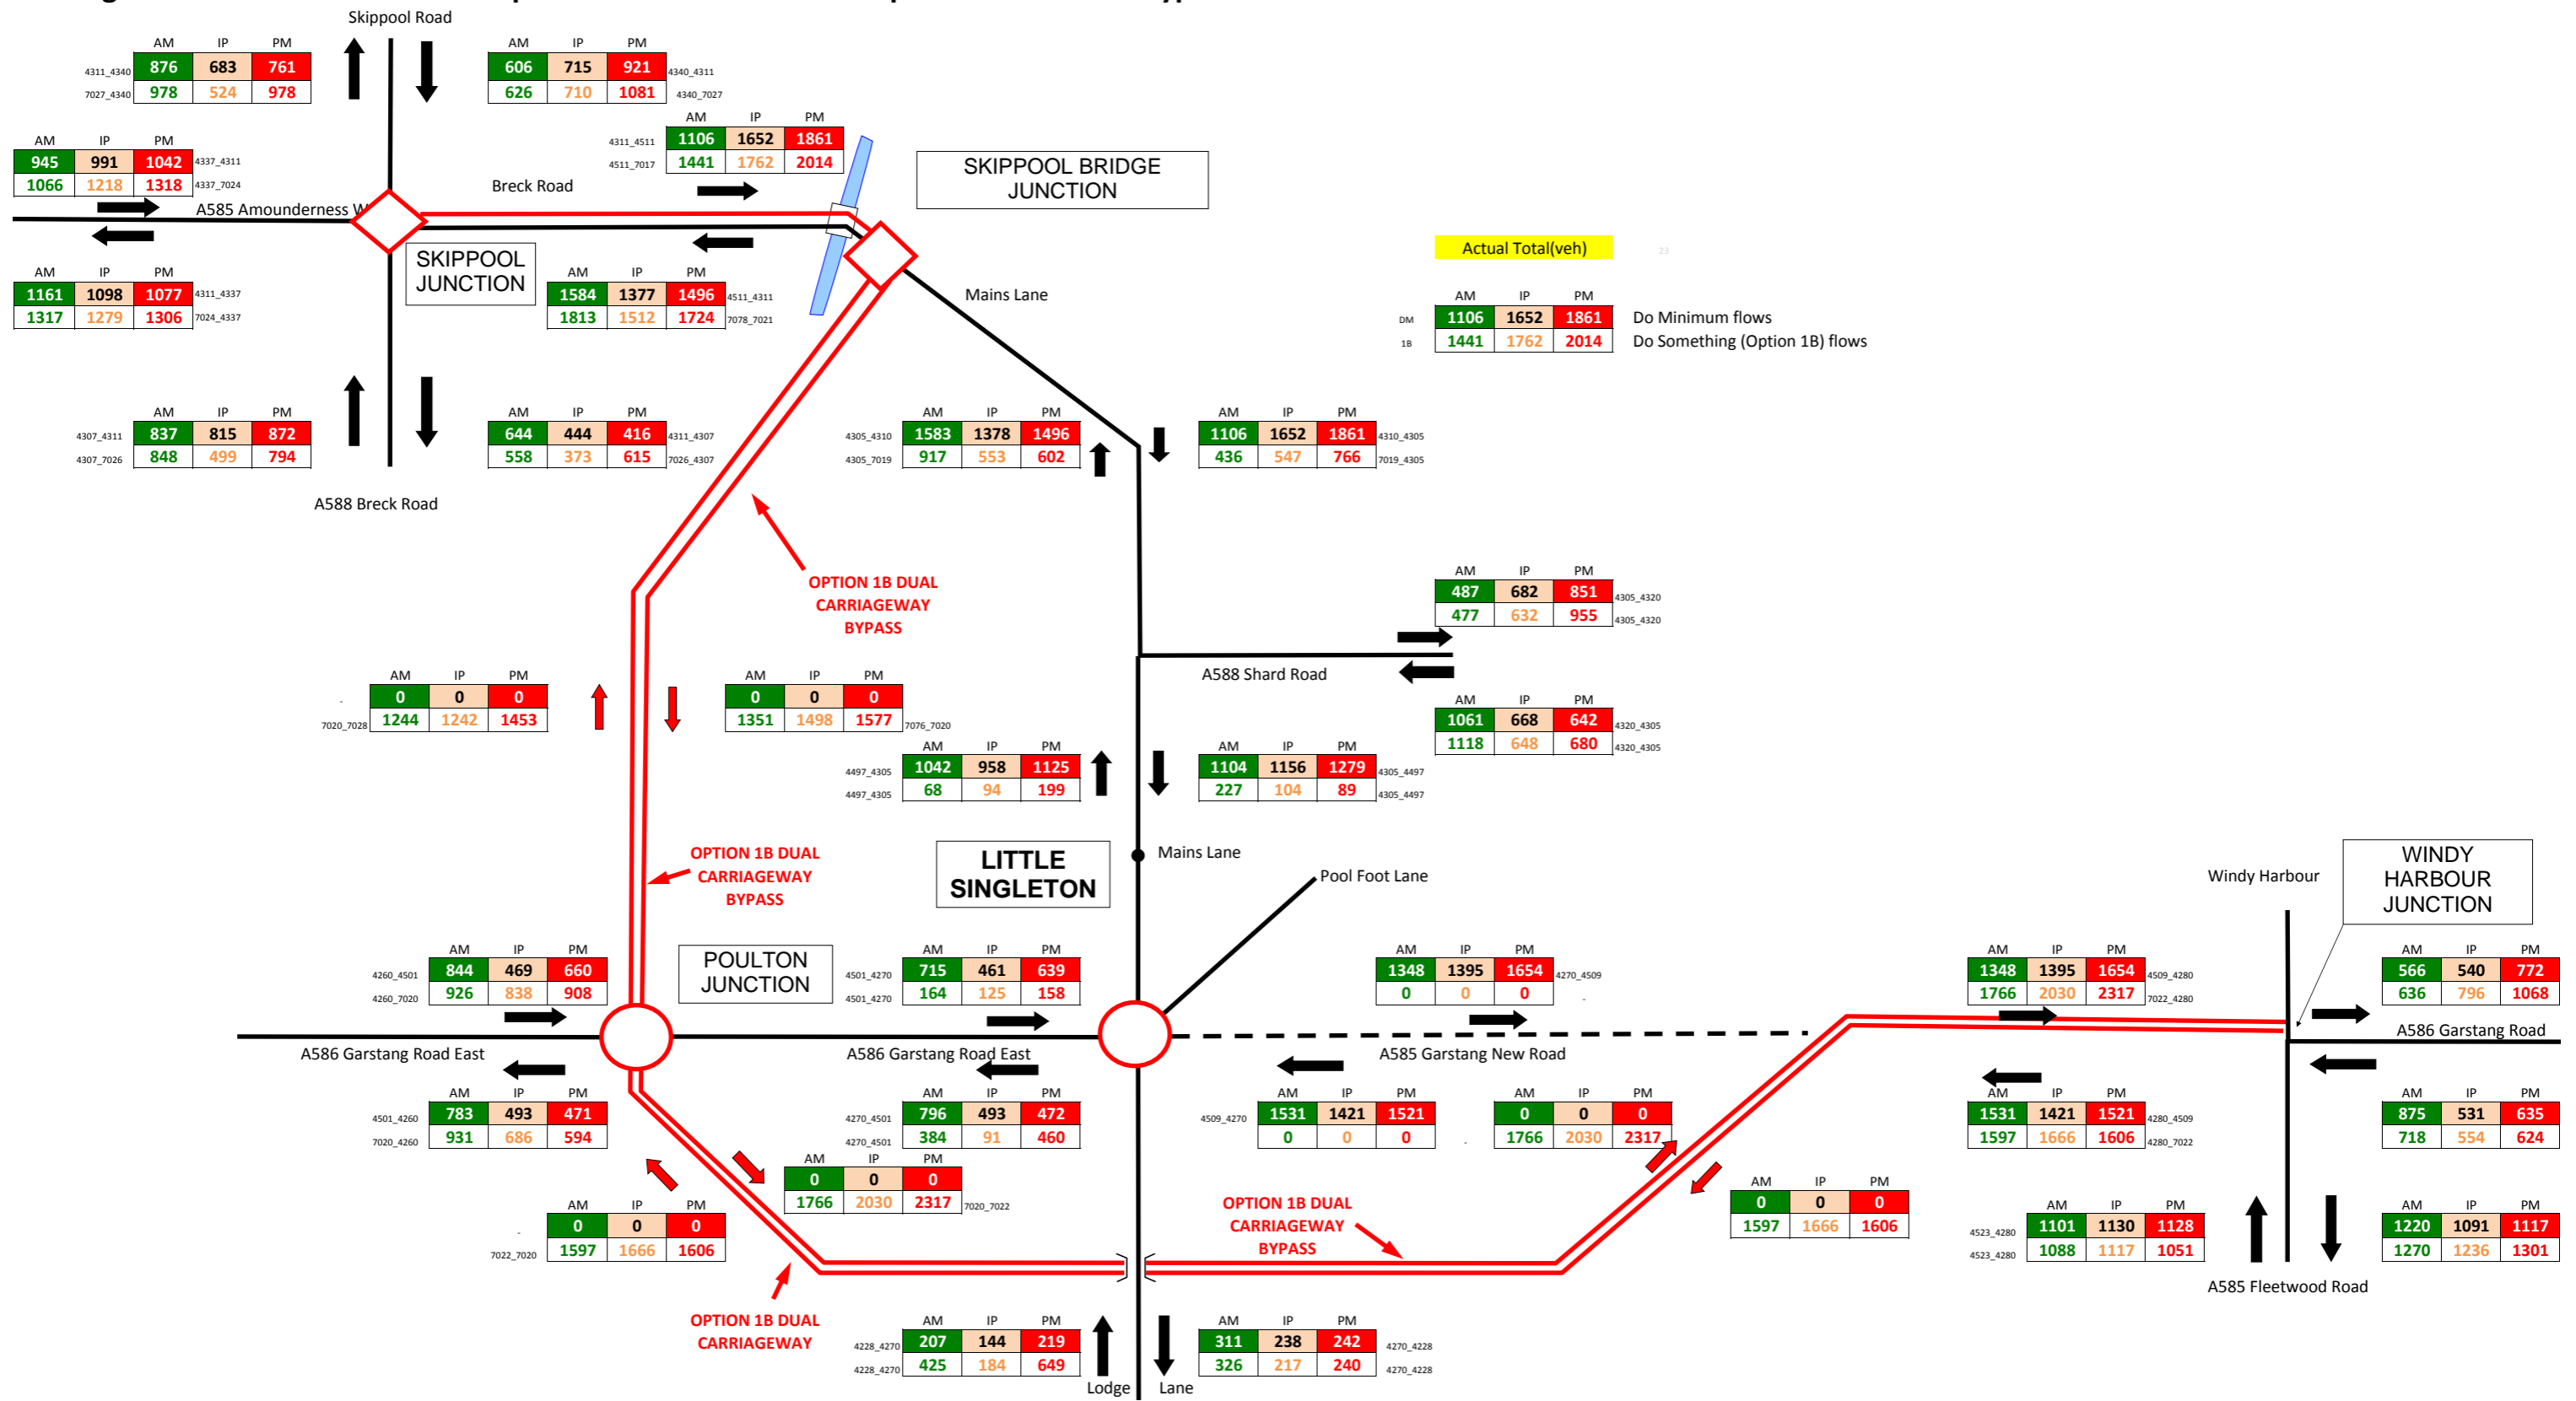 Skippool Road
AM IP PM
4311_4340 876 683 761
7027_4340 978 524 978
AM IP PM
606 715 921 4340_4311
626 710 1081 4340_7027
AM IP PM
4311_4511 1106 1652 1861
4511_7017 1441 1762 2014
AM IP PM
945 991 1042 4337_4311
1066 1218 1318 4337_7024
Breck Road
A585 Amounderness W
SKIPPOOL BRIDGE
JUNCTION
SKIPPOOL
JUNCTION
AM IP PM
1161 1098 1077 4311_4337
1317 1279 1306 7024_4337
AM IP PM
1584 1377 1496 4511_4311
1813 1512 1724 7078_7021
Mains Lane
Actual Total(veh) 23
AM IP PM
DM 1106 1652 1861 Do Minimum flows
1B 1441 1762 2014 Do Something (Option 1B) flows
AM IP PM
4307_4311 837 815 872
4307_7026 848 499 794
AM IP PM
644 444 416 4311_4307
558 373 615 7026_4307
A588 Breck Road
AM IP PM
4305_4310 1583 1378 1496
4305_7019 917 553 602
AM IP PM
1106 1652 1861 4310_4305
436 547 766 7019_4305
OPTION 1B DUAL
CARRIAGEWAY
BYPASS
AM IP PM
487 682 851 4305_4320
477 632 955 4305_4320
A588 Shard Road
AM IP PM
1061 668 642 4320_4305
1118 648 680 4320_4305
AM IP PM
- 0 0 0
7020_7028 1244 1242 1453
AM IP PM
0 0 0
1351 1498 1577 7076_7020
AM IP PM
4497_4305 1042 958 1125
4497_4305 68 94 199
AM IP PM
1104 1156 1279 4305_4497
227 104 89 4305_4497
OPTION 1B DUAL
CARRIAGEWAY
BYPASS
LITTLE
SINGLETON
Mains Lane
Pool Foot Lane
Windy Harbour
WINDY
HARBOUR
JUNCTION
AM IP PM
4260_4501 844 469 660
4260_7020 926 838 908
POULTON
JUNCTION
AM IP PM
4501_4270 715 461 639
4501_4270 164 125 158
AM IP PM
1348 1395 1654 4270_4509
0 0 0 -
AM IP PM
1348 1395 1654 4509_4280
1766 2030 2317 7022_4280
AM IP PM
566 540 772
636 796 1068
A586 Garstang Road East
A586 Garstang Road East
A585 Garstang New Road
A586 Garstang Road
AM IP PM
4501_4260 783 493 471
7020_4260 931 686 594
AM IP PM
4270_4501 796 493 472
4270_4501 384 91 460
AM IP PM
4509_4270 1531 1421 1521
0 0 0
AM IP PM
0 0 0
- 1766 2030 2317
AM IP PM
1531 1421 1521 4280_4509
1597 1666 1606 4280_7022
AM IP PM
875 531 635
718 554 624
AM IP PM
0 0 0
1766 2030 2317 7020_7022
AM IP PM
- 0 0 0
7022_7020 1597 1666 1606
OPTION 1B DUAL
CARRIAGEWAY
BYPASS
AM IP PM
0 0 0
1597 1666 1606
AM IP PM
4523_4280 1101 1130 1128
4523_4280 1088 1117 1051
AM IP PM
1220 1091 1117
1270 1236 1301
A585 Fleetwood Road
OPTION 1B DUAL
CARRIAGEWAY
AM IP PM
4228_4270 207 144 219
4228_4270 425 184 649
AM IP PM
311 238 242 4270_4228
326 217 240 4270_4228
Lodge Lane